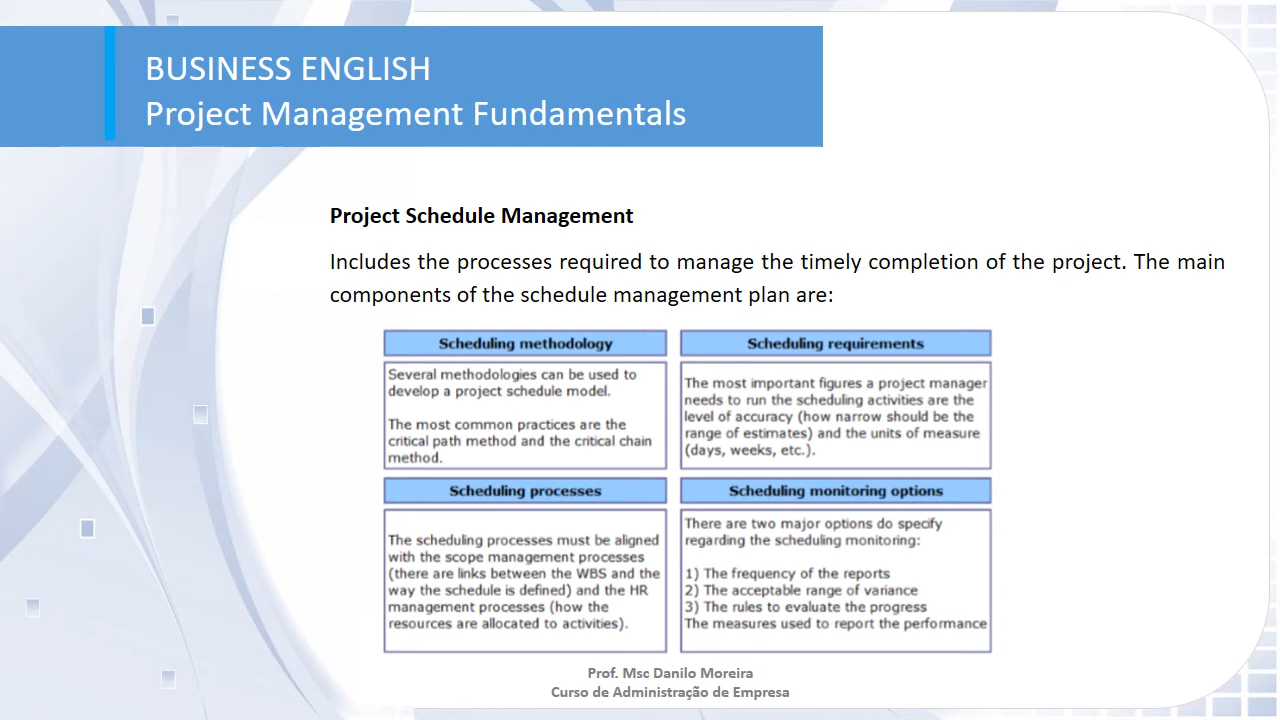 BUSINESS ENGLISH
Project Management Fundamentals
Project Schedule Management
Includes the processes required to manage the timely completion of the project. The main
components of the schedule management plan are:
Scheduling methodology
Several methodologies can be used to
develop a project schedule model.
The most common practices are the
critical path method and the critical chain
method.
Scheduling requirements
The most important figures a project manager
needs to run the scheduling activities are the
level of accuracy (how narrow should be the
range of estimates) and the units of measure
(days, weeks, etc.).
Scheduling processes
The scheduling processes must be aligned
with the scope management processes
(there are links between the WBS and the
way the schedule is defined) and the HR
management processes (how the
resources are allocated to activities).
Scheduling monitoring options
There are two major options do specify
regarding the scheduling monitoring:
1) The frequency of the reports
2) The acceptable range of variance
3) The rules to evaluate the progress
The measures used to report the performance
Prof. Msc Danilo Moreira
Curso de Administração de Empresa